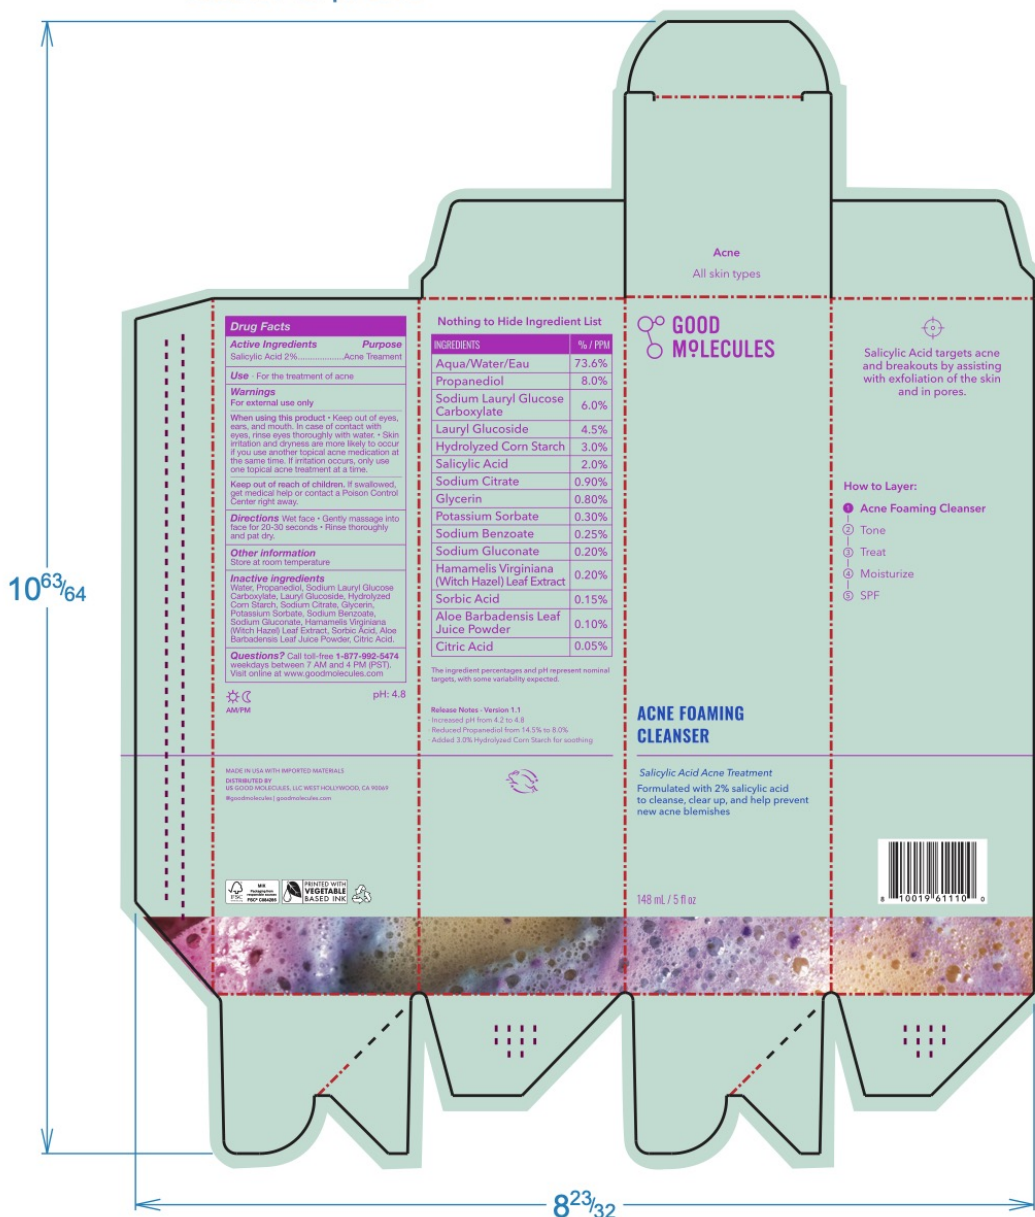 Acne
All skin types
Drug Facts
Active Ingredients Purpose
Salicylic Acid 2%.....................Acne Treament
Use · For the treatment of acne
Warnings
For external use only
When using this product • Keep out of eyes,
ears, and mouth. In case of contact with
eyes, rinse eyes thoroughly with water. • Skin
irritation and dryness are more likely to occur
if you use another topical acne medication at
the same time. If irritation occurs, only use
one topical acne treatment at a time.
Keep out of reach of children. If swallowed,
get medical help or contact a Poison Control
Center right away.
Directions Wet face • Gently massage into
face for 20-30 seconds • Rinse thoroughly
and pat dry.
Other information
Store at room temperature
Inactive ingredients
Water, Propanediol, Sodium Lauryl Glucose
Carboxylate, Lauryl Glucoside, Hydrolyzed
Corn Starch, Sodium Citrate, Glycerin,
Potassium Sorbate, Sodium Benzoate,
Sodium Gluconate, Hamamelis Virginiana
(Witch Hazel) Leaf Extract, Sorbic Acid, Aloe
Barbadensis Leaf Juice Powder, Citric Acid.
Questions? Call toll-free 1-877-992-5474
weekdays between 7 AM and 4 PM (PST).
Visit online at www.goodmolecules.com
AM/PM
pH: 4.8
MADE IN USA WITH IMPORTED MATERIALS
DISTRIBUTED BY
US GOOD MOLECULES, LLC WEST HOLLYWOOD, CA 90069
@goodmolecules | goodmolecules.com
FSC
MIX
Packaging from
responsible sources
PRINTED WITH
VEGETABLE
BASED INK
Nothing to Hide Ingredient List
INGREDIENTS % / PPM
Aqua/Water/Eau 73.6%
Propanediol 8.0%
Sodium Lauryl Glucose
Carboxylate 6.0%
Lauryl Glucoside 4.5%
Hydrolyzed Corn Starch 3.0%
Salicylic Acid 2.0%
Sodium Citrate 0.90%
Glycerin 0.80%
Potassium Sorbate 0.30%
Sodium Benzoate 0.25%
Sodium Gluconate 0.20%
Hamamelis Virginiana
(Witch Hazel) Leaf Extract 0.20%
Sorbic Acid 0.15%
Aloe Barbadensis Leaf
Juice Powder 0.10%
Citric Acid 0.05%
The ingredient percentages and pH represent nominal
targets, with some variability expected.
Release Notes - Version 1.1
· Increased pH from 4.2 to 4.8
· Reduced Propanediol from 14.5% to 8.0%
· Added 3.0% Hydrolyzed Corn Starch for soothing
GOOD
MOLECULES
ACNE FOAMING
CLEANSER
Salicylic Acid Acne Treatment
Formulated with 2% salicylic acid
to cleanse, clear up, and help prevent
new acne blemishes
148 mL / 5 fl oz
Salicylic Acid targets acne
and breakouts by assisting
with exfoliation of the skin
and in pores.
How to Layer:
1 Acne Foaming Cleanser
2 Tone
3 Treat
4 Moisturize
5 SPF
8 10019 61110 0
10 63/64
8 23/32